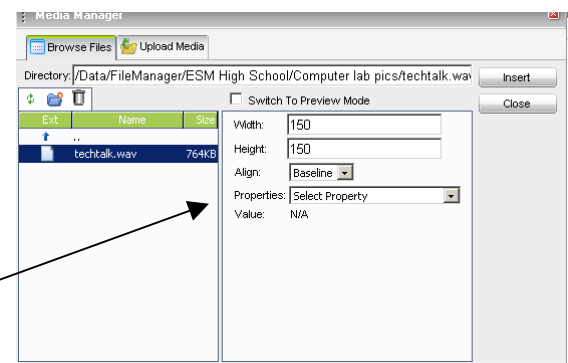 Media Manager
Browse Files Upload Media
Directory: /Data/FileManager/ESM High School/Computer lab pics/techtalk.wav Insert
Switch To Preview Mode Close
Ext Name Size
Width: 150
..
techtalk.wav 764KB
Height: 150
Align: Baseline
Properties: Select Property
Value: N/A